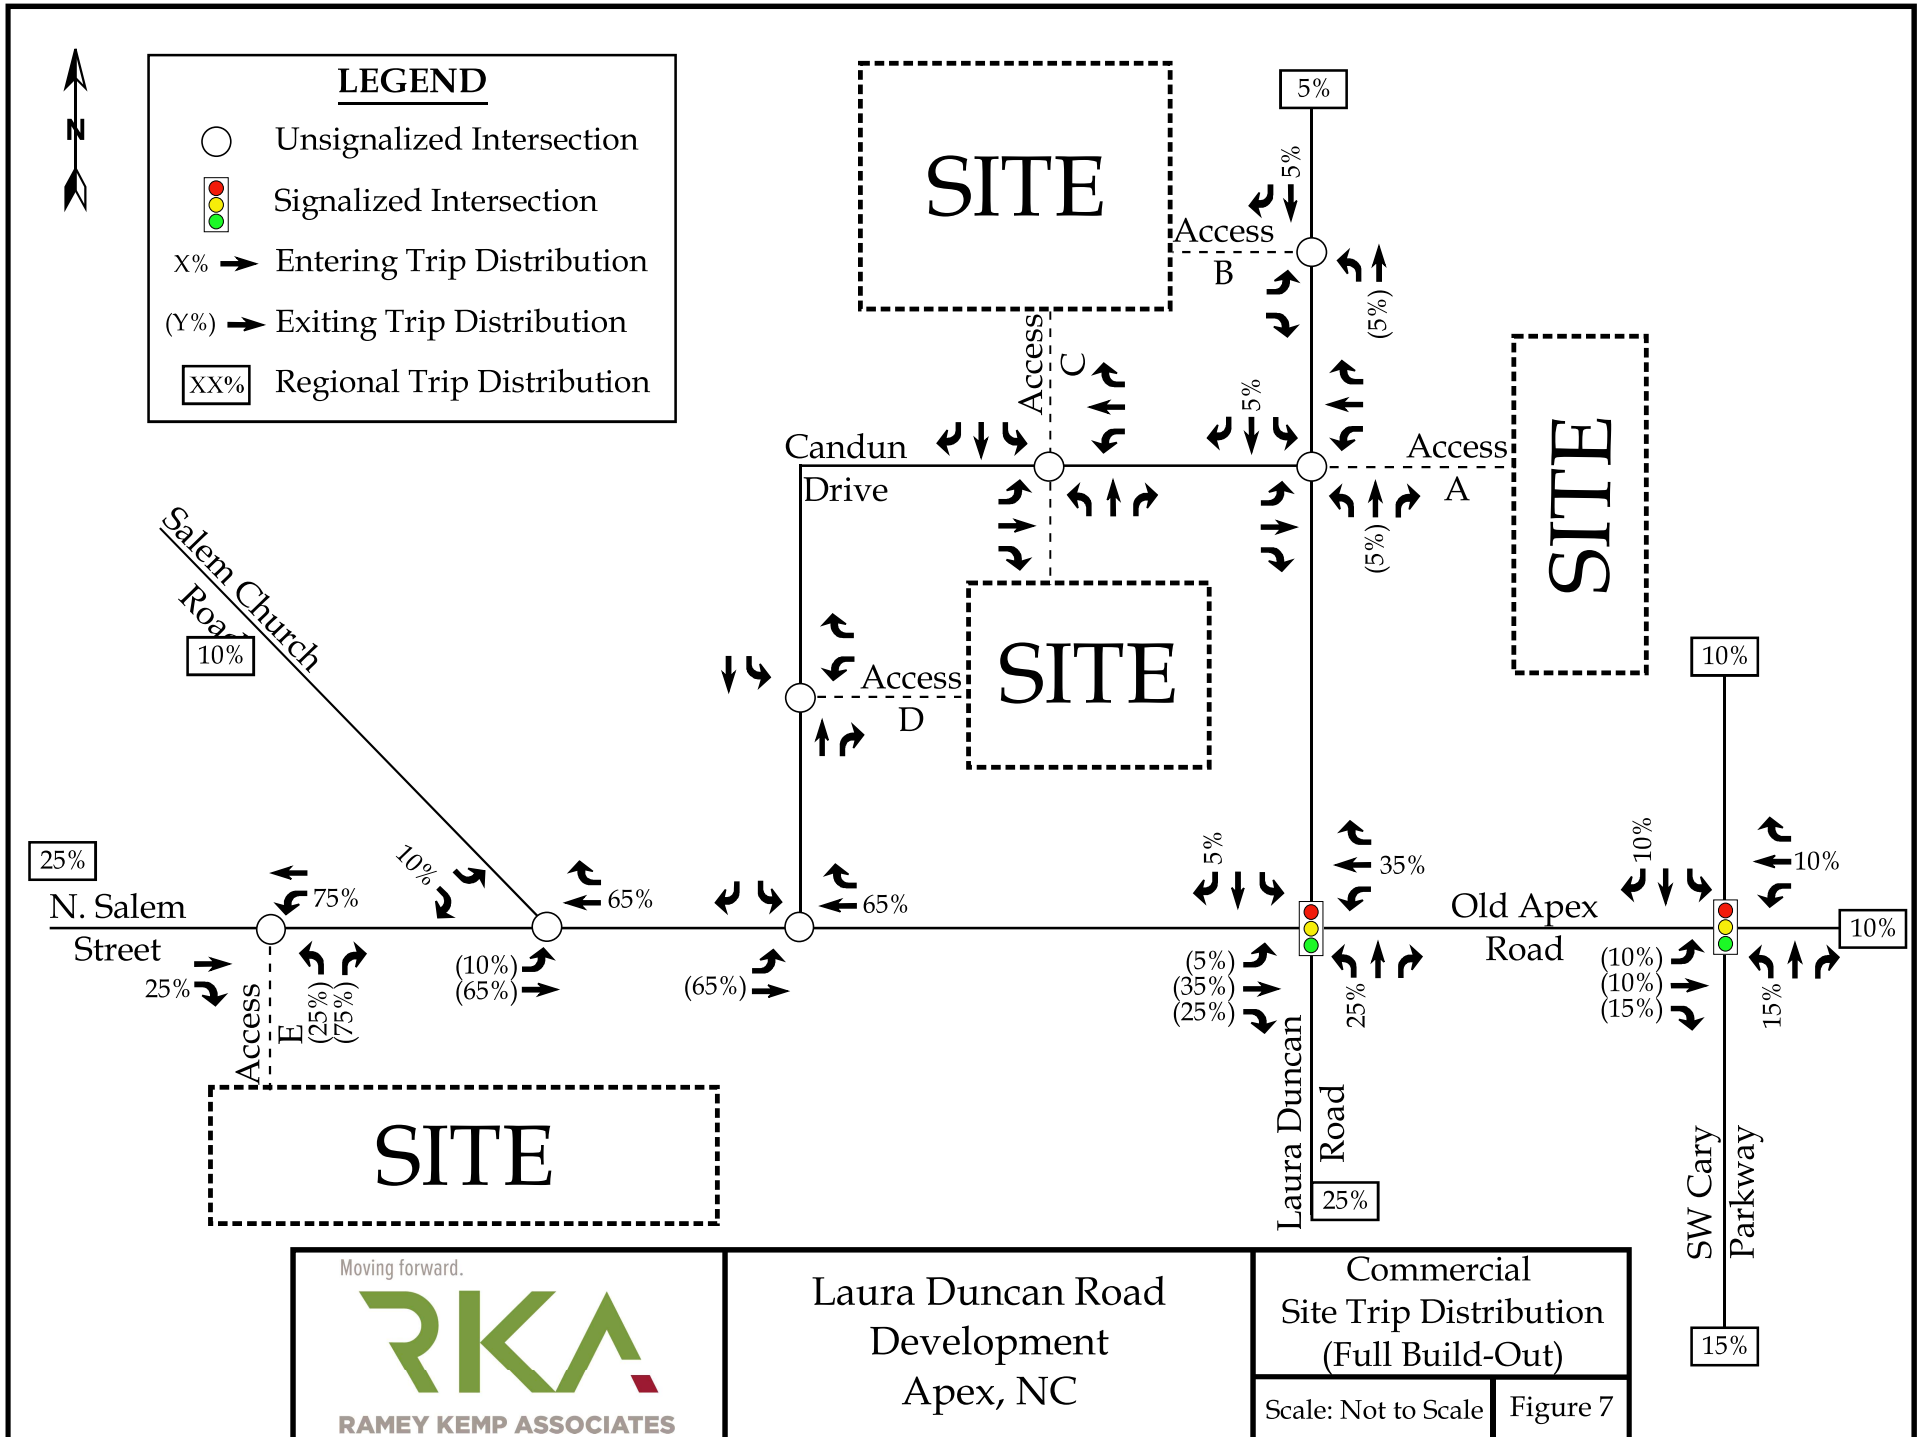 LEGEND
Unsignalized Intersection
Signalized Intersection
X% Entering Trip Distribution
(Y%) Exiting Trip Distribution
XX% Regional Trip Distribution
N
SITE
5%
5%
Access
B
(5%)
Access
C
5%
Candun
Drive
Access
A
(5%)
SITE
Salem Church
Road
10%
Access
D
SITE
10%
25%
N. Salem
Street
75%
25%
Access
E
(25%)
(75%)
10%
65%
(10%)
(65%)
65%
(65%)
5%
35%
(5%)
(35%)
(25%)
25%
Old Apex
Road
10%
10%
10%
(10%)
(10%)
(15%)
15%
Laura Duncan
Road
25%
SW Cary
Parkway
15%
SITE
Moving forward.
RKA
RAMEY KEMP ASSOCIATES
Laura Duncan Road
Development
Apex, NC
Commercial
Site Trip Distribution
(Full Build-Out)
Scale: Not to Scale
Figure 7